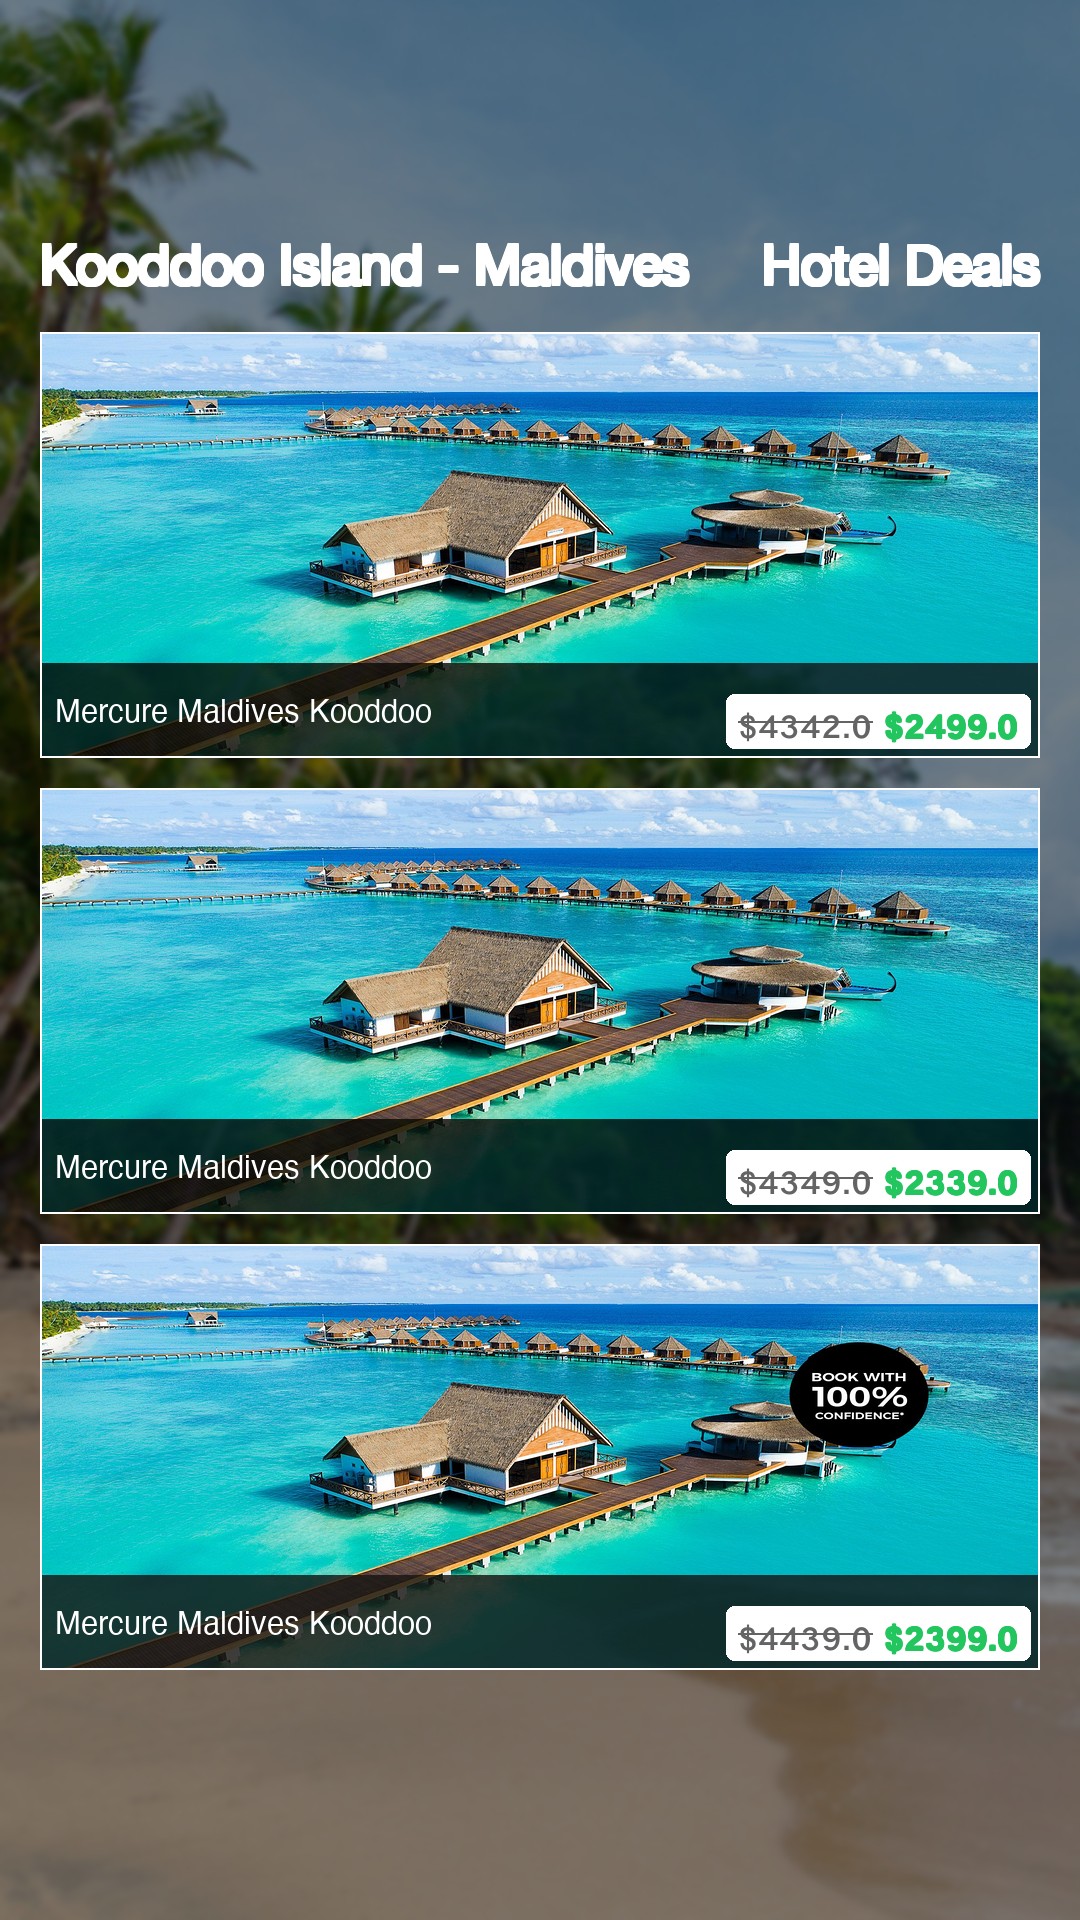 Kooddoo Island - Maldives Hotel Deals
Mercure Maldives Kooddoo
$4342.0 $2499.0
Mercure Maldives Kooddoo
$4349.0 $2339.0
BOOK WITH
100%
CONFIDENCE*
Mercure Maldives Kooddoo
$4439.0 $2399.0